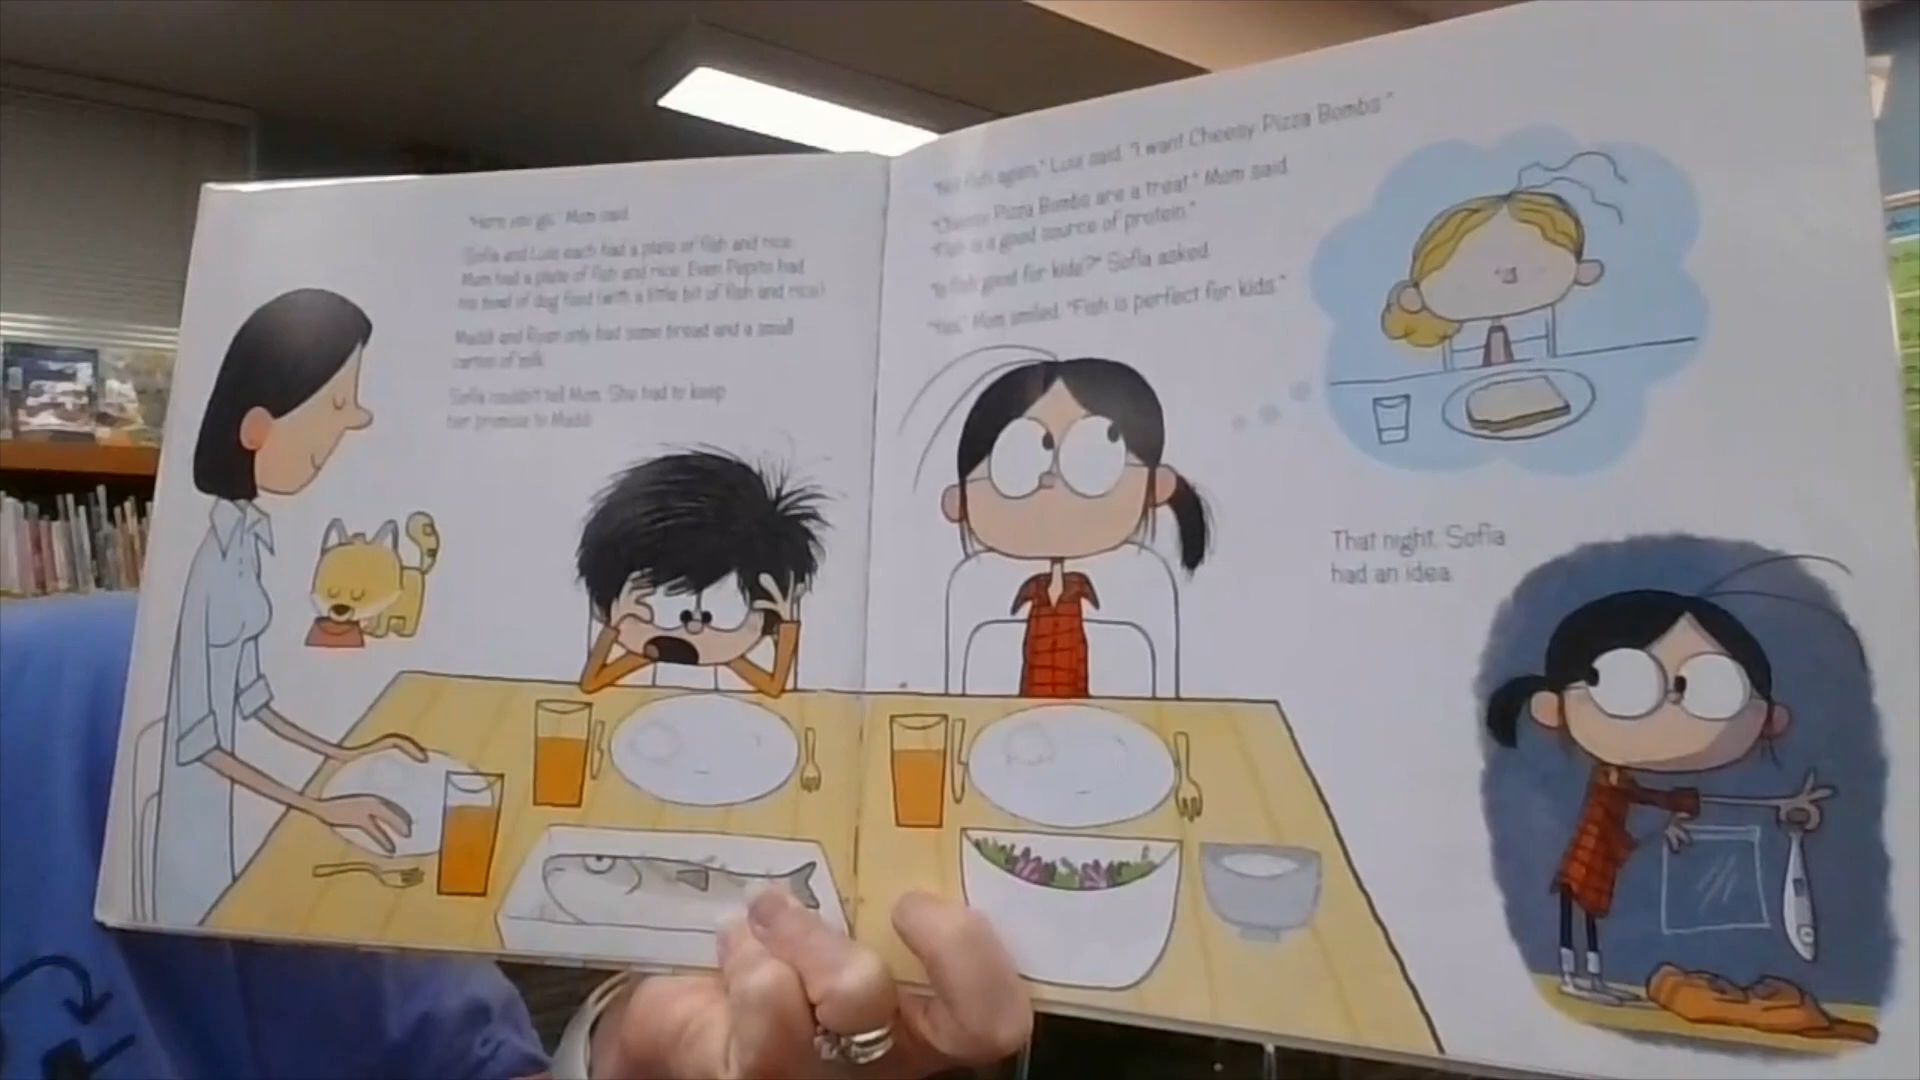 "Here you go," Mom said.
Sofia and Luis each had a plate of fish and rice.
Mom had a plate of fish and rice. Even Pepito had
his bowl of dog food (with a little bit of fish and rice).
Maddi and Ryan only had some bread and a small
carton of milk.
Sofia couldn't tell Mom. She had to keep
her promise to Maddi.
"Not fish again," Luis said. "I want Cheesy Pizza Bombs."
"Cheesy Pizza Bombs are a treat," Mom said.
"Fish is a good source of protein."
"Is fish good for kids?" Sofia asked.
"Yes," Mom smiled. "Fish is perfect for kids."
That night, Sofia
had an idea.